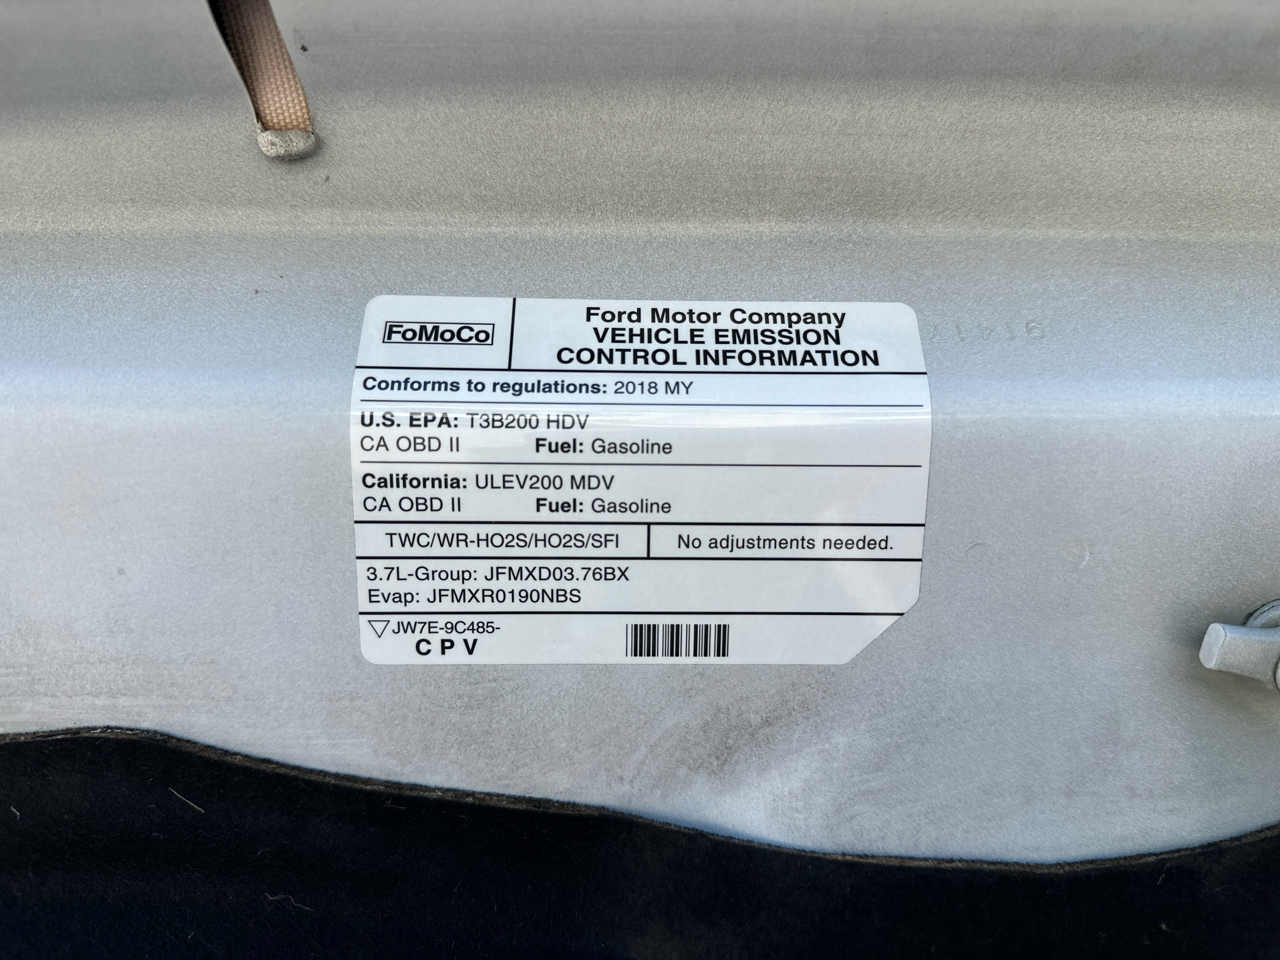 FoMoCo
Ford Motor Company
VEHICLE EMISSION
CONTROL INFORMATION
Conforms to regulations: 2018 MY
U.S. EPA: T3B200 HDV
CA OBD II Fuel: Gasoline
California: ULEV200 MDV
CA OBD II Fuel: Gasoline
TWC/WR-HO2S/HO2S/SFI
No adjustments needed.
3.7L-Group: JFMXD03.76BX
Evap: JFMXR0190NBS
JW7E-9C485-
C P V